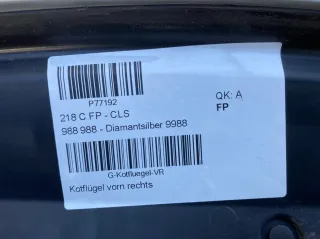 P77192
218 C FP - CLS
QK: A
FP
988 988 - Diamantsilber 9988
G-Kotfluegel-VR
Kotflügel vorn rechts